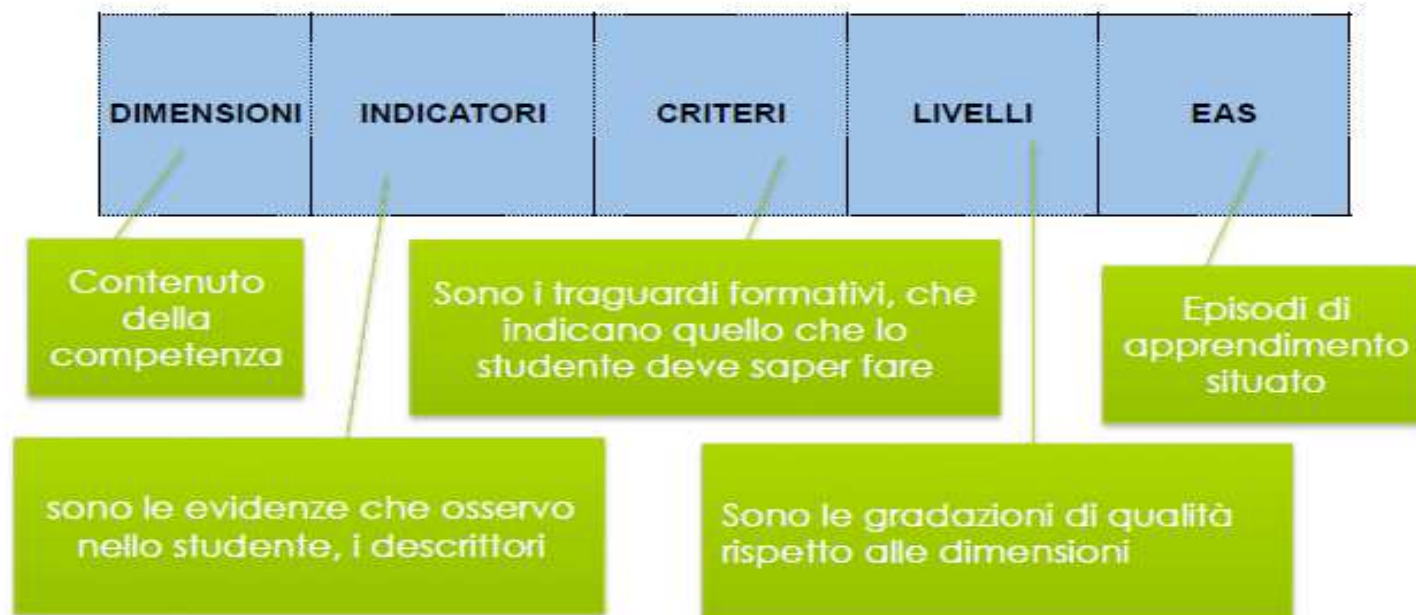 DIMENSIONI INDICATORI CRITERI LIVELLI EAS
Contenuto
della
competenza
Sono i traguardi formativi, che
indicano quello che lo
studente deve saper fare
Episodi di
apprendimento
situato
sono le evidenze che osservo
nello studente, i descrittori
Sono le gradazioni di qualità
rispetto alle dimensioni